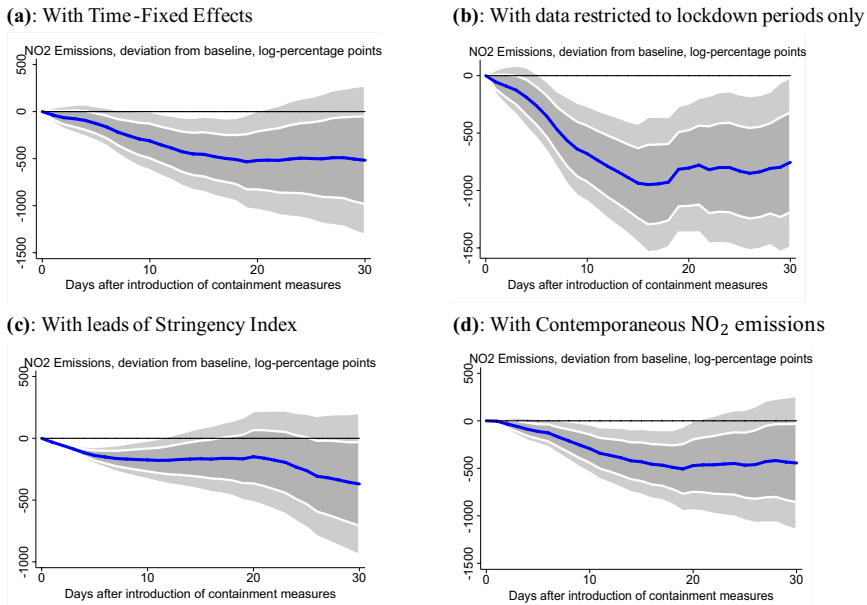 (a): With Time-Fixed Effects
NO2 Emissions, deviation from baseline, log-percentage points
500
0
-500
-1000
-1500
0 10 20 30
Days after introduction of containment measures
(b): With data restricted to lockdown periods only
NO2 Emissions, deviation from baseline, log-percentage points
0
-500
-1000
-1500
0 10 20 30
Days after introduction of containment measures
(c): With leads of Stringency Index
NO2 Emissions, deviation from baseline, log-percentage points
500
0
-500
-1000
0 10 20 30
Days after introduction of containment measures
(d): With Contemporaneous NO₂ emissions
NO2 Emissions, deviation from baseline, log-percentage points
500
0
-500
-1000
-1500
0 10 20 30
Days after introduction of containment measures